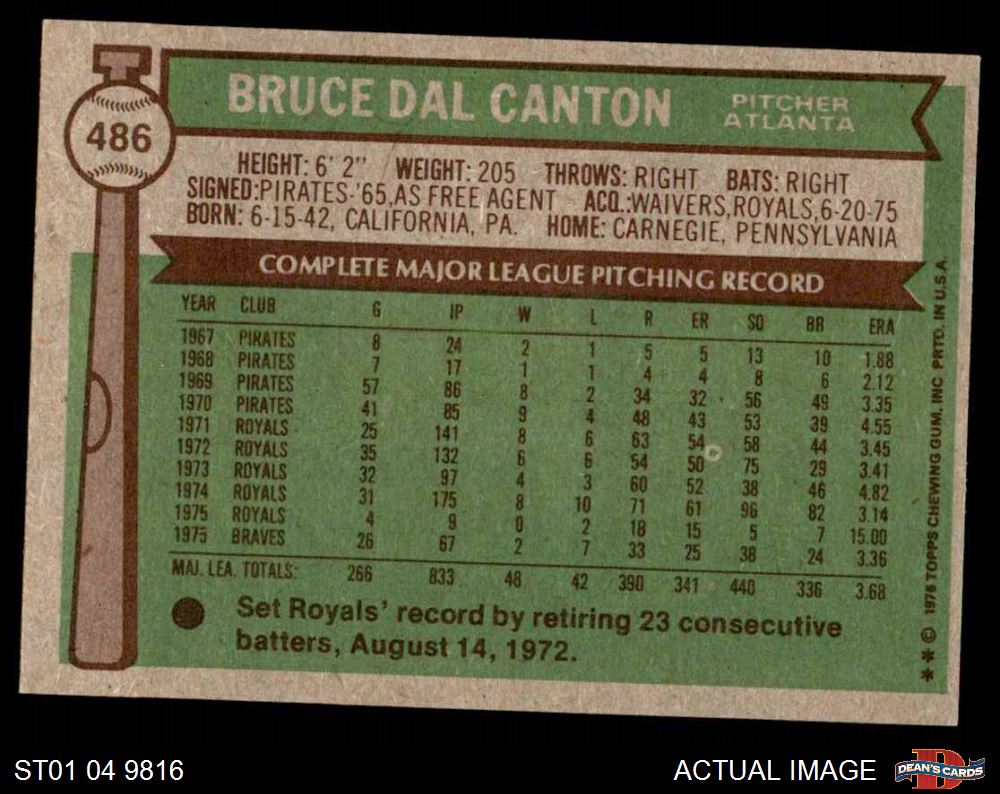 486
BRUCE DAL CANTON
PITCHER
ATLANTA
HEIGHT: 6' 2" WEIGHT: 205 THROWS: RIGHT BATS: RIGHT
SIGNED: PIRATES-'65, AS FREE AGENT ACQ.: WAIVERS, ROYALS, 6-20-75
BORN: 6-15-42, CALIFORNIA, PA. HOME: CARNEGIE, PENNSYLVANIA
COMPLETE MAJOR LEAGUE PITCHING RECORD
YEAR CLUB G IP W L R ER SO BR ERA
1967 PIRATES 8 24 2 1 5 5 13 10 1.88
1968 PIRATES 7 17 1 1 4 4 8 6 2.12
1969 PIRATES 57 86 8 2 34 32 56 49 3.35
1970 PIRATES 41 85 9 4 48 43 53 39 4.55
1971 ROYALS 25 141 8 6 63 54 58 44 3.45
1972 ROYALS 35 132 6 6 54 50 75 29 3.41
1973 ROYALS 32 97 4 3 60 52 38 46 4.82
1974 ROYALS 31 175 8 10 71 61 96 82 3.14
1975 ROYALS 4 9 0 2 18 15 5 7 15.00
1975 BRAVES 26 67 2 7 33 25 38 24 3.36
MAJ. LEA. TOTALS: 266 833 48 42 390 341 440 336 3.68
Set Royals' record by retiring 23 consecutive
batters, August 14, 1972.
** © 1976 TOPPS CHEWING GUM, INC PRTD. IN U.S.A.
ST01 04 9816
ACTUAL IMAGE
D
DEAN'S CARDS